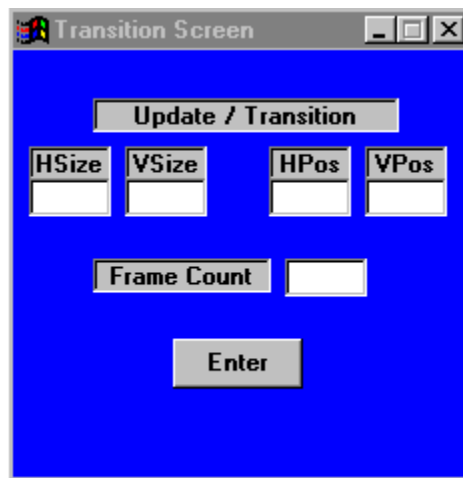 Transition Screen
Update / Transition
HSize VSize HPos VPos
Frame Count
Enter